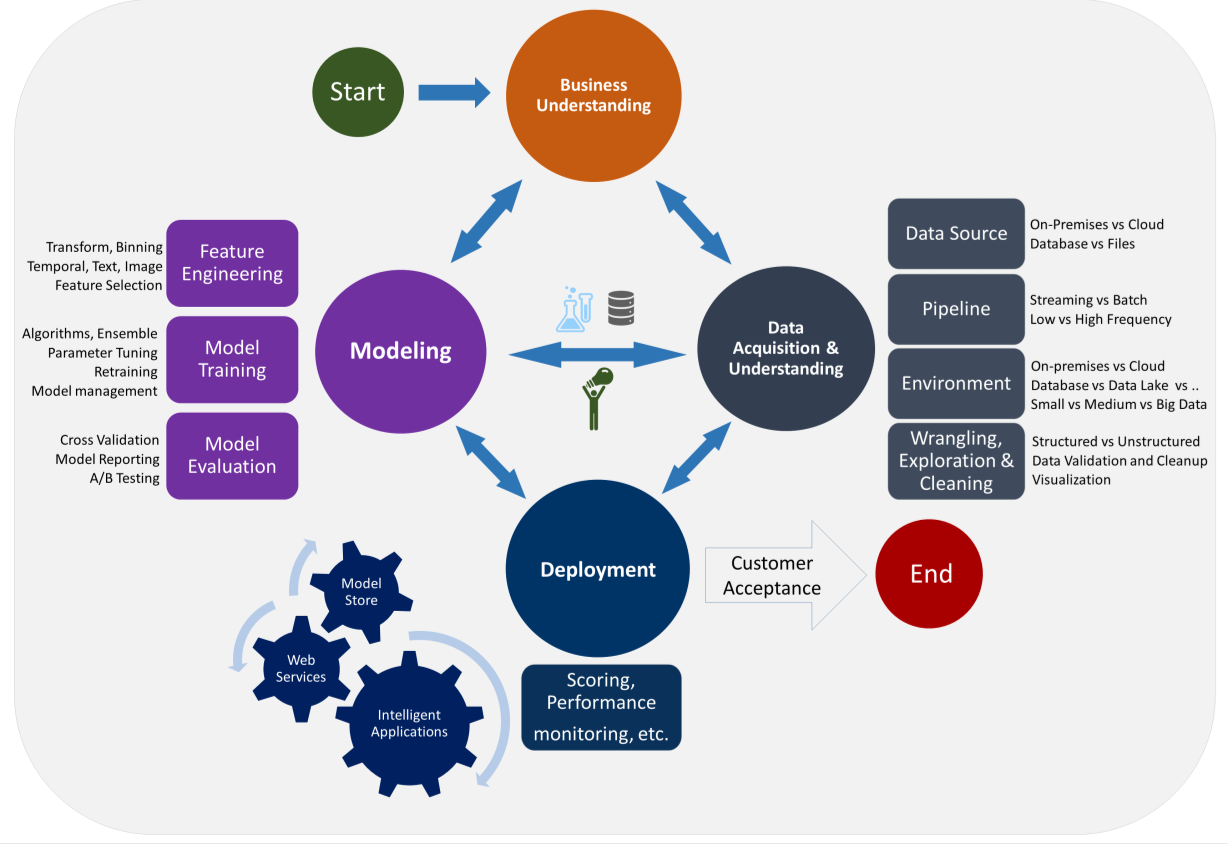 Start
Business
Understanding
Transform, Binning
Temporal, Text, Image
Feature Selection
Feature
Engineering
Algorithms, Ensemble
Parameter Tuning
Retraining
Model management
Model
Training
Cross Validation
Model Reporting
A/B Testing
Model
Evaluation
Modeling
Data
Acquisition &
Understanding
Data Source
On-Premises vs Cloud
Database vs Files
Pipeline
Streaming vs Batch
Low vs High Frequency
Environment
On-premises vs Cloud
Database vs Data Lake vs ..
Small vs Medium vs Big Data
Wrangling,
Exploration &
Cleaning
Structured vs Unstructured
Data Validation and Cleanup
Visualization
Deployment
Customer
Acceptance
End
Model
Store
Web
Services
Intelligent
Applications
Scoring,
Performance
monitoring, etc.